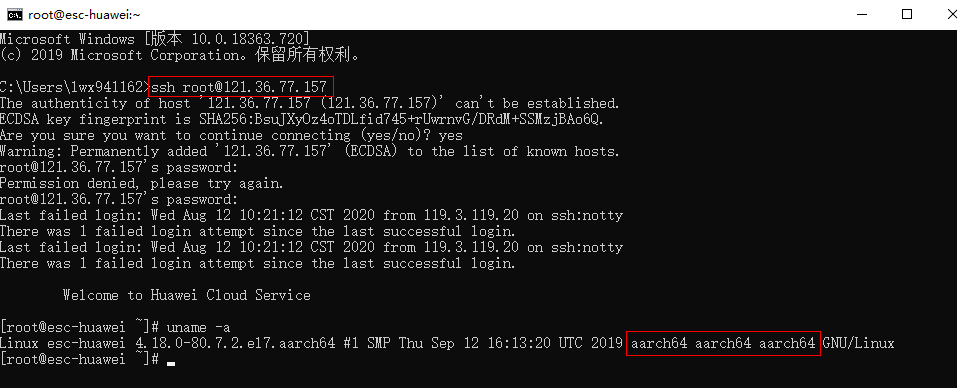 root@esc-huawei:~
Microsoft Windows [版本 10.0.18363.720]
(c) 2019 Microsoft Corporation。保留所有权利。
C:\Users\lwx941162>ssh root@121.36.77.157
The authenticity of host '121.36.77.157 (121.36.77.157)' can't be established.
ECDSA key fingerprint is SHA256:BsujJXyOz4oTDLfid745+rUwrnvG/DRdM+SSMzjBAo6Q.
Are you sure you want to continue connecting (yes/no)? yes
Warning: Permanently added '121.36.77.157' (ECDSA) to the list of known hosts.
root@121.36.77.157's password:
Permission denied, please try again.
root@121.36.77.157's password:
Last failed login: Wed Aug 12 10:21:12 CST 2020 from 119.3.119.20 on ssh:notty
There was 1 failed login attempt since the last successful login.
Last failed login: Wed Aug 12 10:21:12 CST 2020 from 119.3.119.20 on ssh:notty
There was 1 failed login attempt since the last successful login.
Welcome to Huawei Cloud Service
[root@esc-huawei ~]# uname -a
Linux esc-huawei 4.18.0-80.7.2.el7.aarch64 #1 SMP Thu Sep 12 16:13:20 UTC 2019 aarch64 aarch64 aarch64 GNU/Linux
[root@esc-huawei ~]#